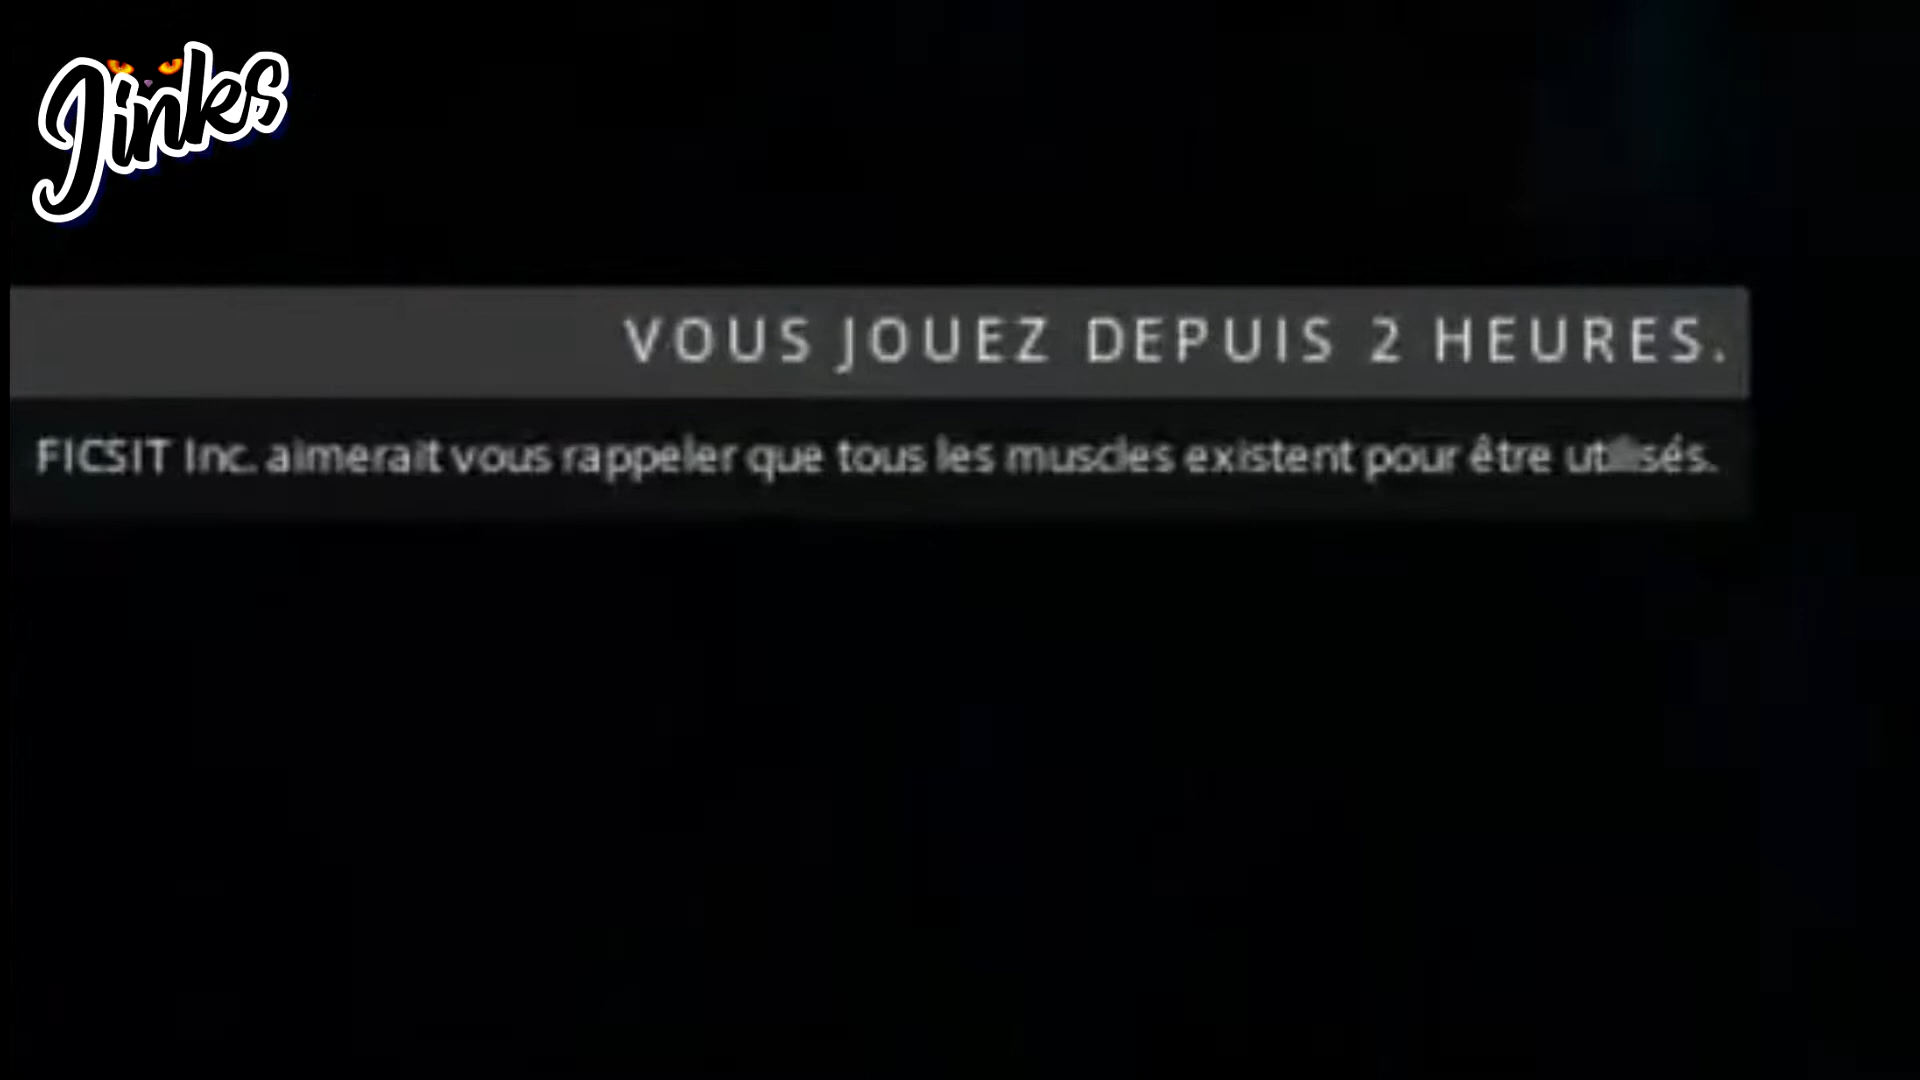 Jinks
VOUS JOUEZ DEPUIS 2 HEURES.
FICSIT Inc. aimerait vous rappeler que tous les muscles existent pour être utilisés.